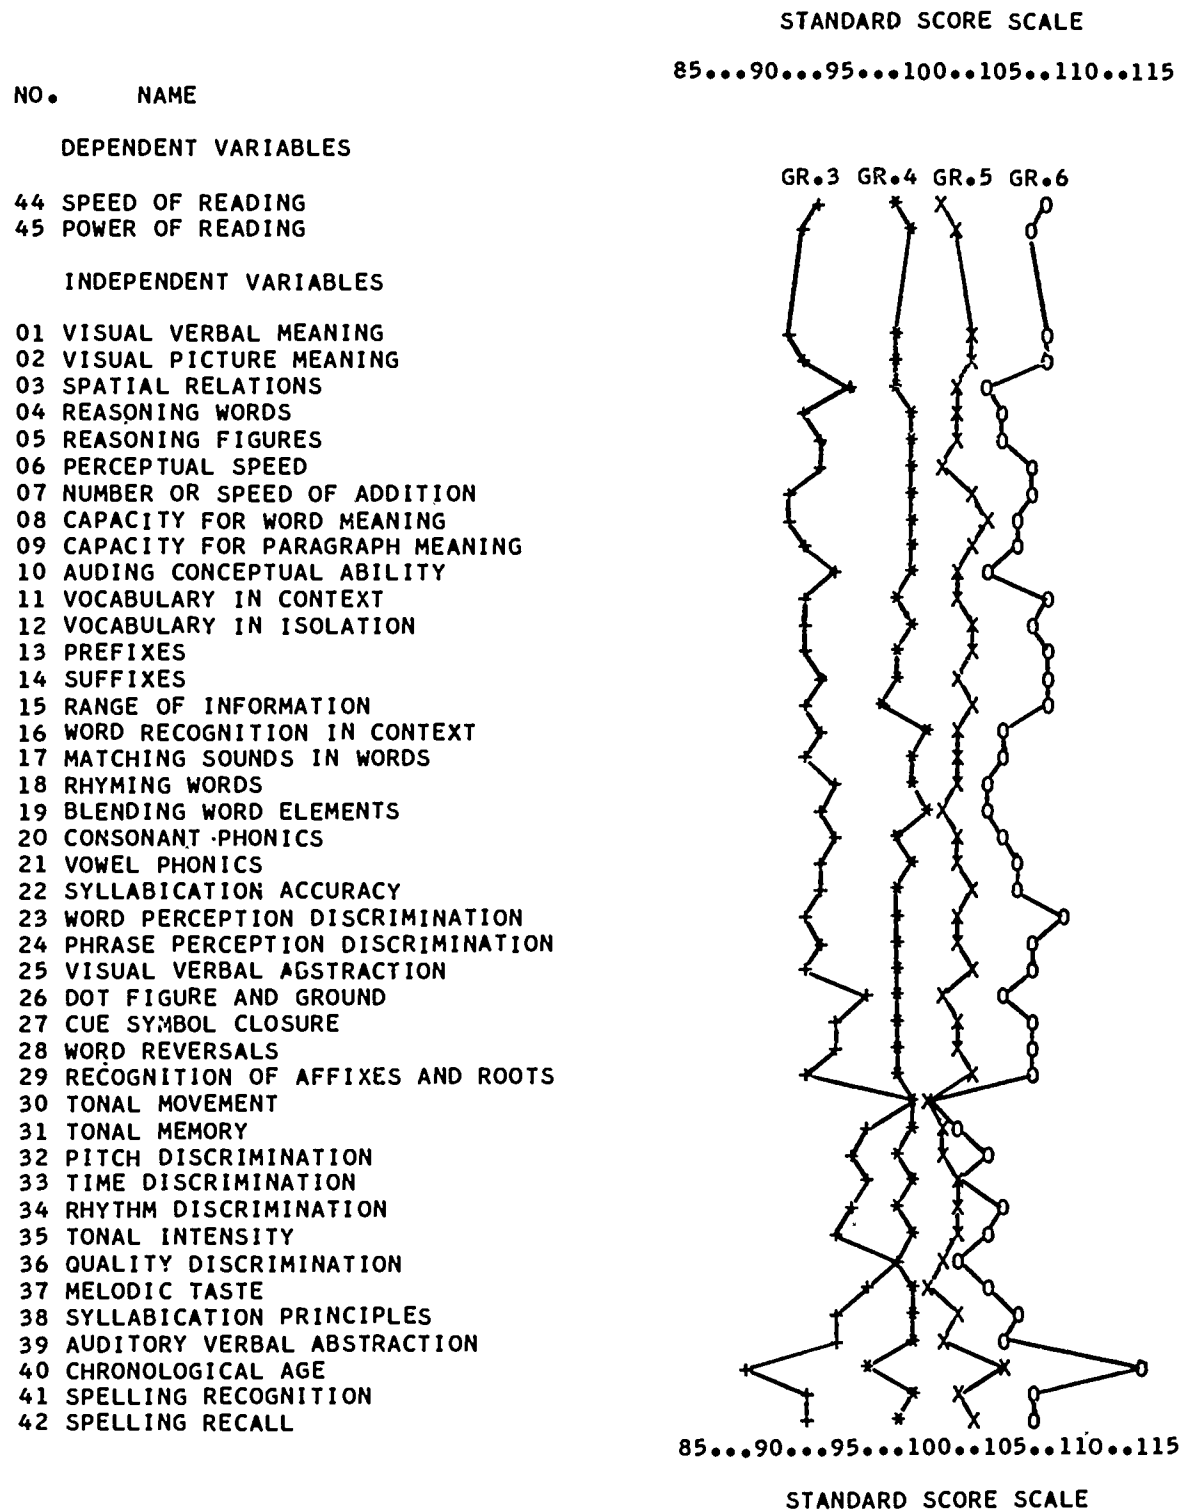 STANDARD SCORE SCALE
85...90...95...100..105..110..115
NO. NAME
DEPENDENT VARIABLES
GR.3 GR.4 GR.5 GR.6
44 SPEED OF READING
45 POWER OF READING
INDEPENDENT VARIABLES
01 VISUAL VERBAL MEANING
02 VISUAL PICTURE MEANING
03 SPATIAL RELATIONS
04 REASONING WORDS
05 REASONING FIGURES
06 PERCEPTUAL SPEED
07 NUMBER OR SPEED OF ADDITION
08 CAPACITY FOR WORD MEANING
09 CAPACITY FOR PARAGRAPH MEANING
10 AUDING CONCEPTUAL ABILITY
11 VOCABULARY IN CONTEXT
12 VOCABULARY IN ISOLATION
13 PREFIXES
14 SUFFIXES
15 RANGE OF INFORMATION
16 WORD RECOGNITION IN CONTEXT
17 MATCHING SOUNDS IN WORDS
18 RHYMING WORDS
19 BLENDING WORD ELEMENTS
20 CONSONANT PHONICS
21 VOWEL PHONICS
22 SYLLABICATION ACCURACY
23 WORD PERCEPTION DISCRIMINATION
24 PHRASE PERCEPTION DISCRIMINATION
25 VISUAL VERBAL AGSTRACTION
26 DOT FIGURE AND GROUND
27 CUE SYMBOL CLOSURE
28 WORD REVERSALS
29 RECOGNITION OF AFFIXES AND ROOTS
30 TONAL MOVEMENT
31 TONAL MEMORY
32 PITCH DISCRIMINATION
33 TIME DISCRIMINATION
34 RHYTHM DISCRIMINATION
35 TONAL INTENSITY
36 QUALITY DISCRIMINATION
37 MELODIC TASTE
38 SYLLABICATION PRINCIPLES
39 AUDITORY VERBAL ABSTRACTION
40 CHRONOLOGICAL AGE
41 SPELLING RECOGNITION
42 SPELLING RECALL
85...90...95...100..105..110..115
STANDARD SCORE SCALE